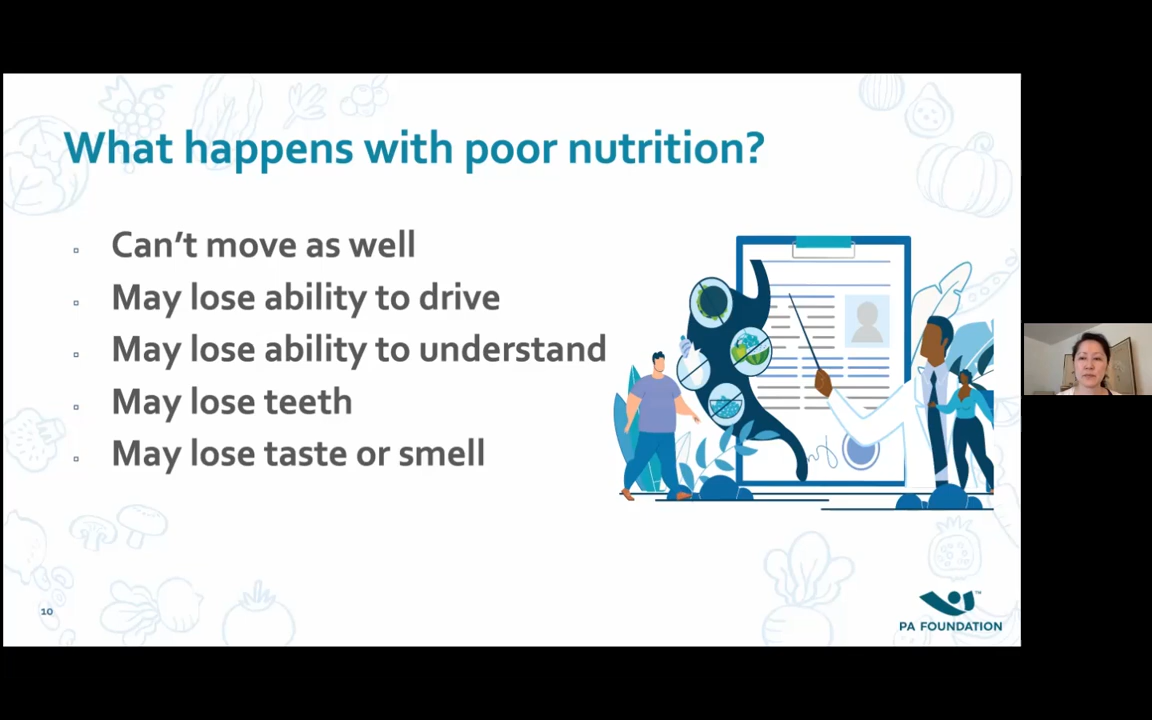 What happens with poor nutrition?
Can't move as well
May lose ability to drive
May lose ability to understand
May lose teeth
May lose taste or smell
10
PA FOUNDATION
TM